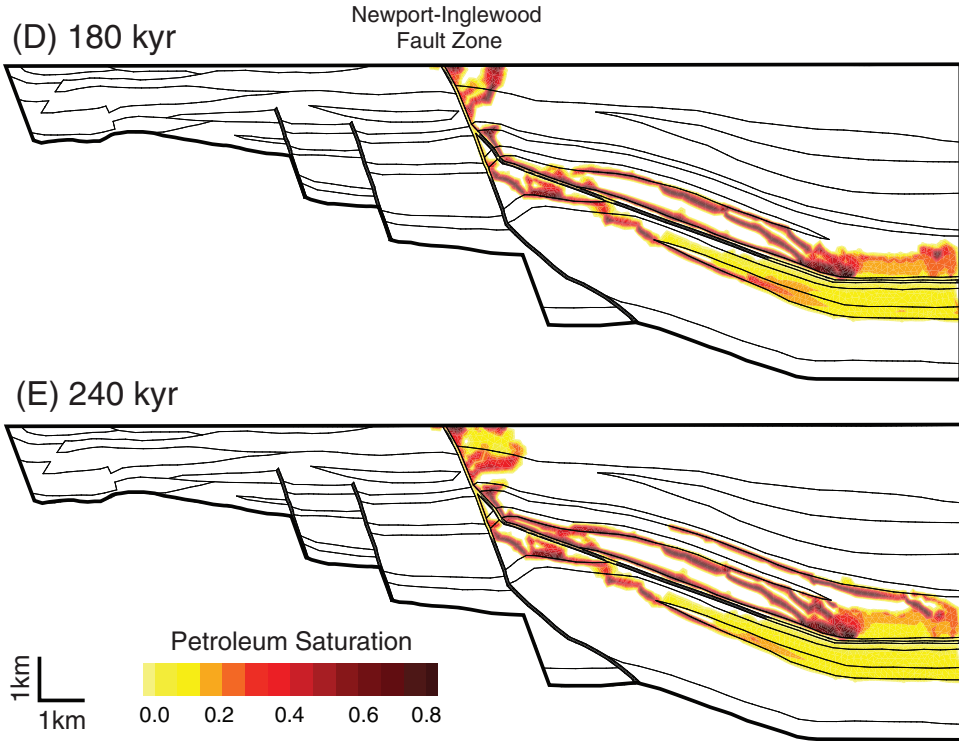 Newport-Inglewood
Fault Zone
(D) 180 kyr
(E) 240 kyr
Petroleum Saturation
1km
1km
0.0 0.2 0.4 0.6 0.8